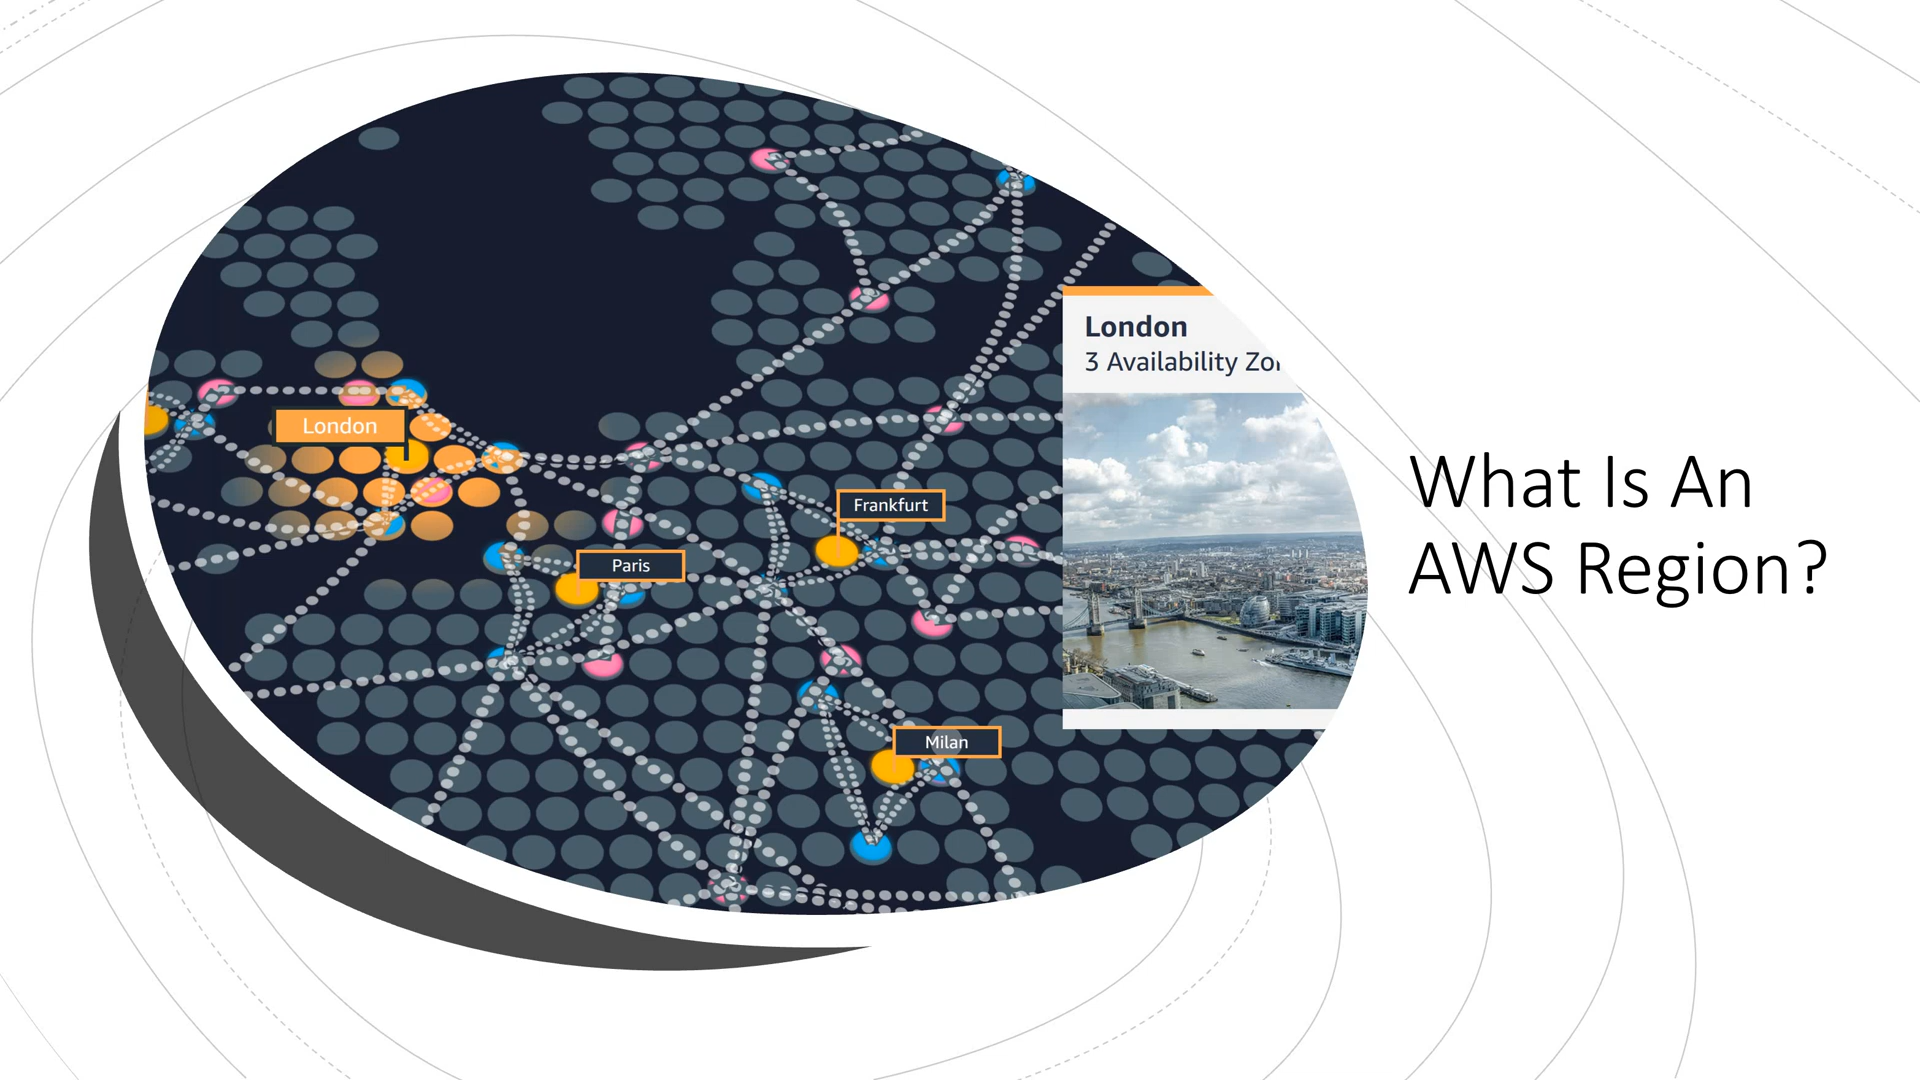 London
3 Availability
London
Frankfurt
Paris
Milan
What Is An
AWS Region?